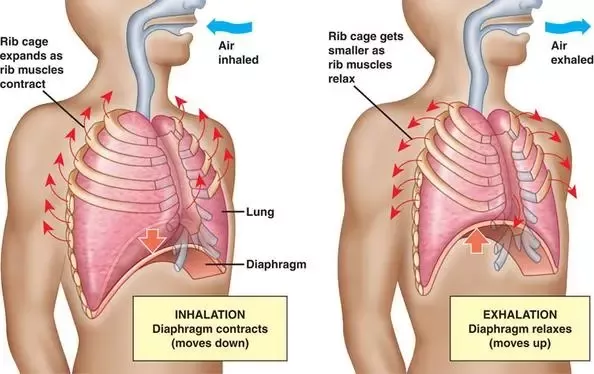 Rib cage
expands as
rib muscles
contract
Air
inhaled
Lung
Diaphragm
INHALATION
Diaphragm contracts
(moves down)
Rib cage gets
smaller as
rib muscles
relax
Air
exhaled
EXHALATION
Diaphragm relaxes
(moves up)